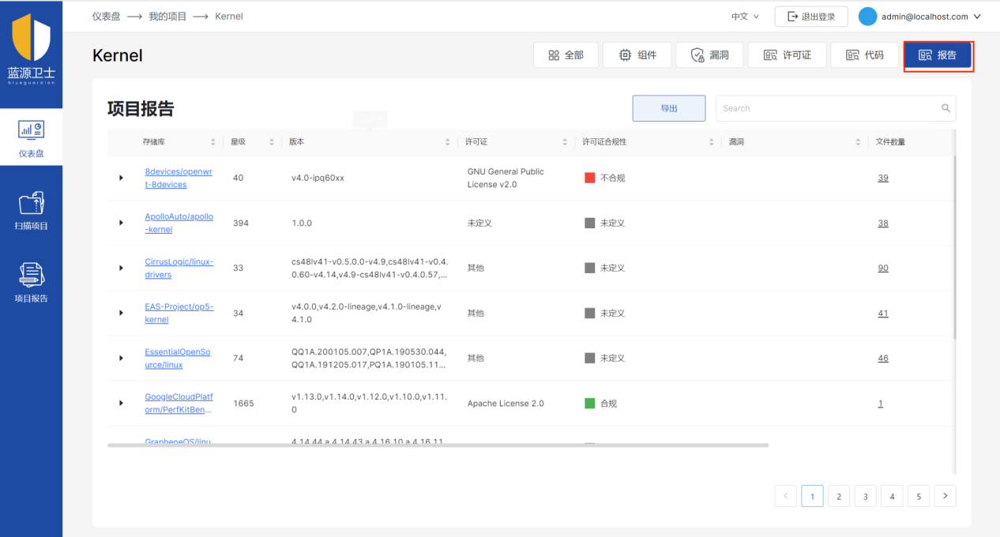 仪表盘 → 我的项目 → Kernel
中文
退出登录
admin@localhost.com
蓝源卫士
blueguardian
仪表盘
扫描项目
项目报告
Kernel
全部
组件
漏洞
许可证
代码
报告
项目报告
导出
Search
存储库 星级 版本 许可证 许可证合规性 漏洞 文件数量
8devices/openwr
t-8devices
40
v4.0-ipq60xx
GNU General Public
License v2.0
不合规
39
ApolloAuto/apollo
-kernel
394
1.0.0
未定义
未定义
38
CirrusLogic/linux-
drivers
33
cs48lv41-v0.5.0.0-v4.9,cs48lv41-v0.4.
0.60-v4.14,v4.9-cs48lv41-v0.4.0.57,...
其他
未定义
90
EAS-Project/op5-
kernel
34
v4.0.0,v4.2.0-lineage,v4.1.0-lineage,v
4.1.0
其他
未定义
41
EssentialOpenSo
urce/linux
74
QQ1A.200105.007,QP1A.190530.044,
QQ1A.191205.017,PQ1A.190105.11...
其他
未定义
46
GoogleCloudPlatf
orm/PerfKitBen...
1665
v1.13.0,v1.14.0,v1.12.0,v1.10.0,v1.11.
0
Apache License 2.0
合规
1
GrapheneOS/linu
4.14.44.a,4.14.43.a,4.16.10.a,4.16.11
< 1 2 3 4 5 >